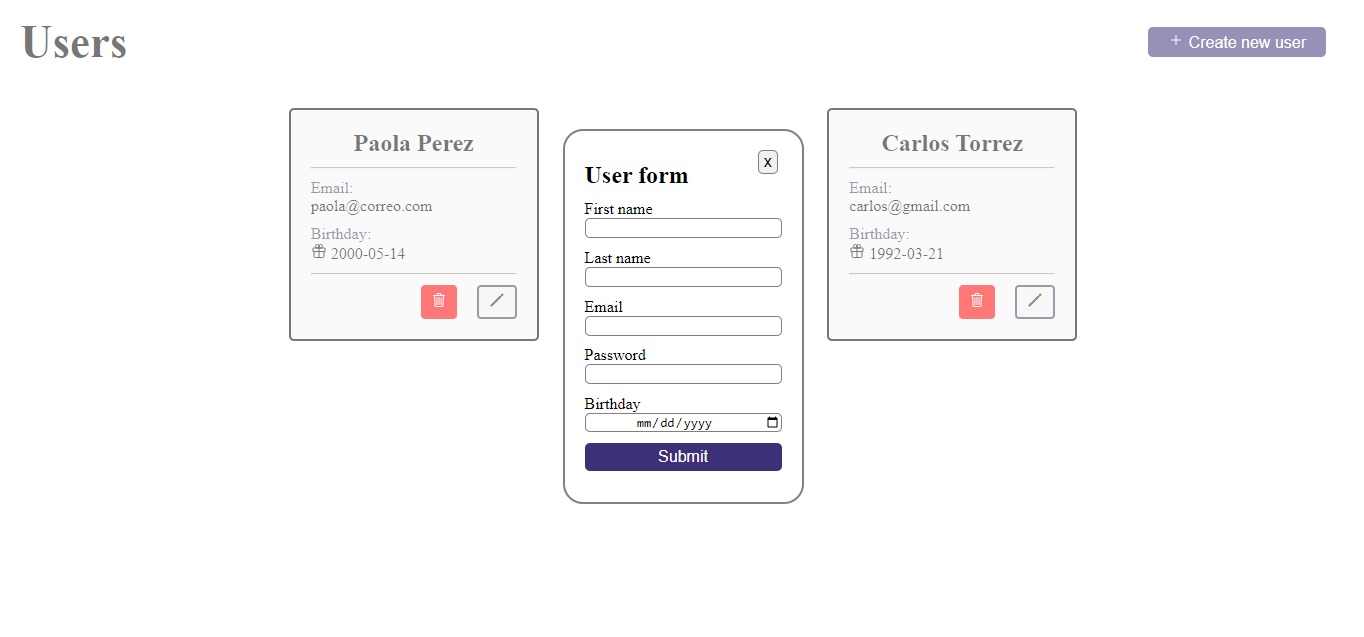 Users
+ Create new user
Paola Perez
Email:
paola@correo.com
Birthday:
2000-05-14
User form
X
First name
Last name
Email
Password
Birthday
mm/dd/yyyy
Submit
Carlos Torrez
Email:
carlos@gmail.com
Birthday:
1992-03-21